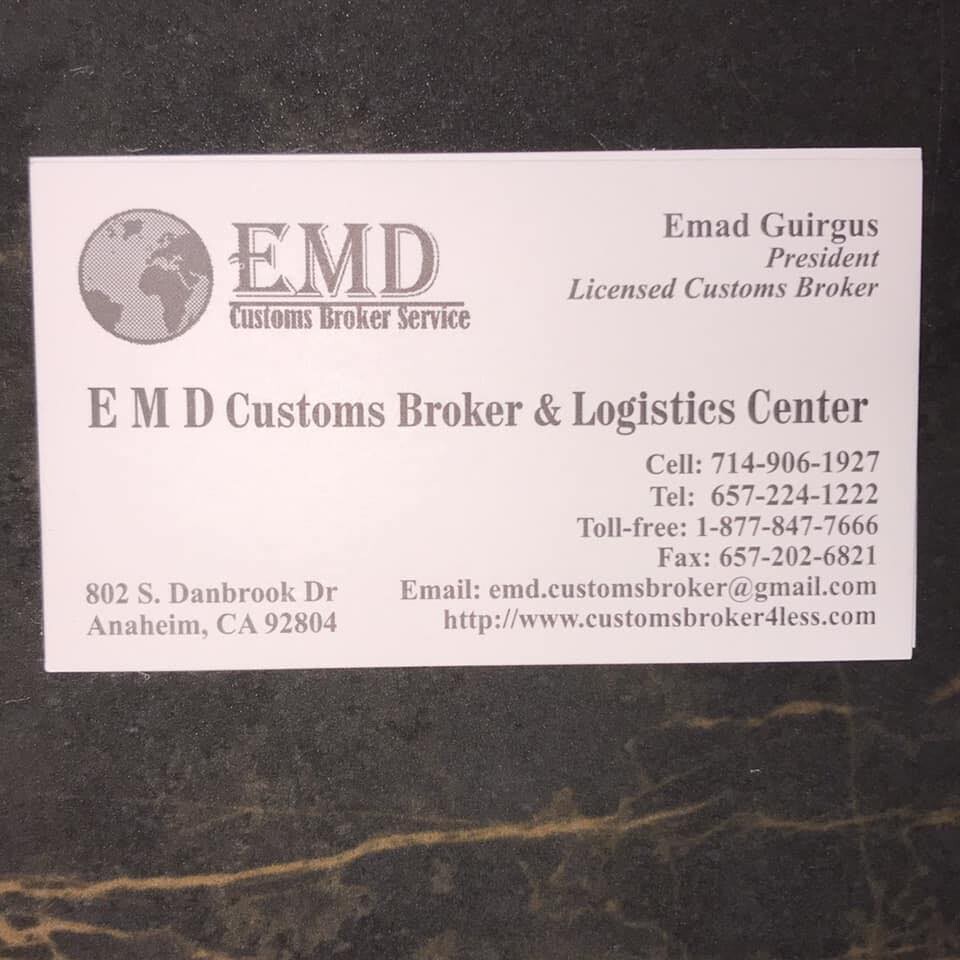 EMD
Customs Broker Service
Emad Guirgus
President
Licensed Customs Broker
E M D Customs Broker & Logistics Center
Cell: 714-906-1927
Tel: 657-224-1222
Toll-free: 1-877-847-7666
Fax: 657-202-6821
802 S. Danbrook Dr
Anaheim, CA 92804
Email: emd.customsbroker@gmail.com
http://www.customsbroker4less.com